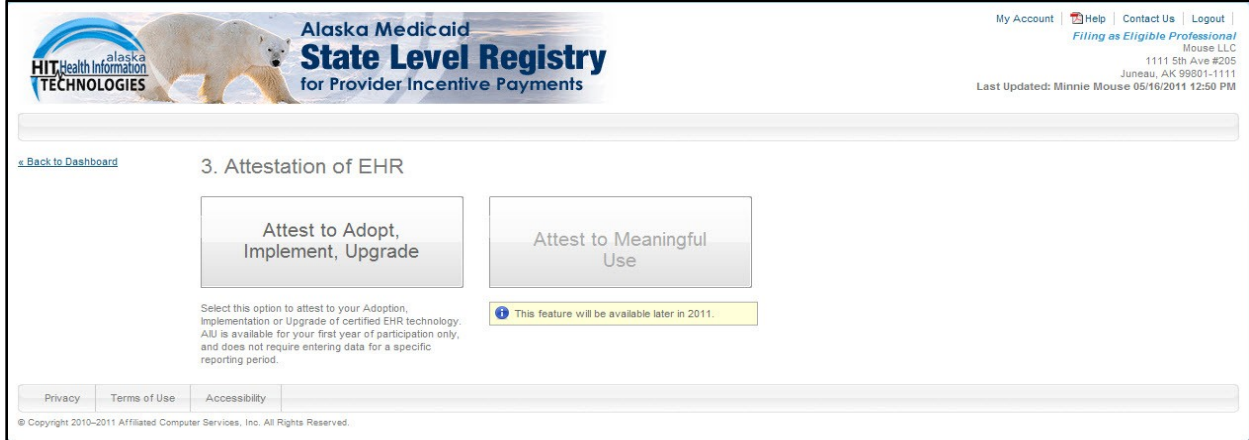 alaska
HIT Health Information
TECHNOLOGIES
Alaska Medicaid
State Level Registry
for Provider Incentive Payments
My Account | Help | Contact Us | Logout |
Filing as Eligible Professional
Mouse LLC
1111 5th Ave #205
Juneau, AK 99801-1111
Last Updated: Minnie Mouse 05/16/2011 12:50 PM
« Back to Dashboard
3. Attestation of EHR
Attest to Adopt,
Implement, Upgrade
Attest to Meaningful
Use
Select this option to attest to your Adoption,
Implementation or Upgrade of certified EHR technology.
AIU is available for your first year of participation only,
and does not require entering data for a specific
reporting period.
This feature will be available later in 2011.
Privacy | Terms of Use | Accessibility
© Copyright 2010–2011 Affiliated Computer Services, Inc. All Rights Reserved.